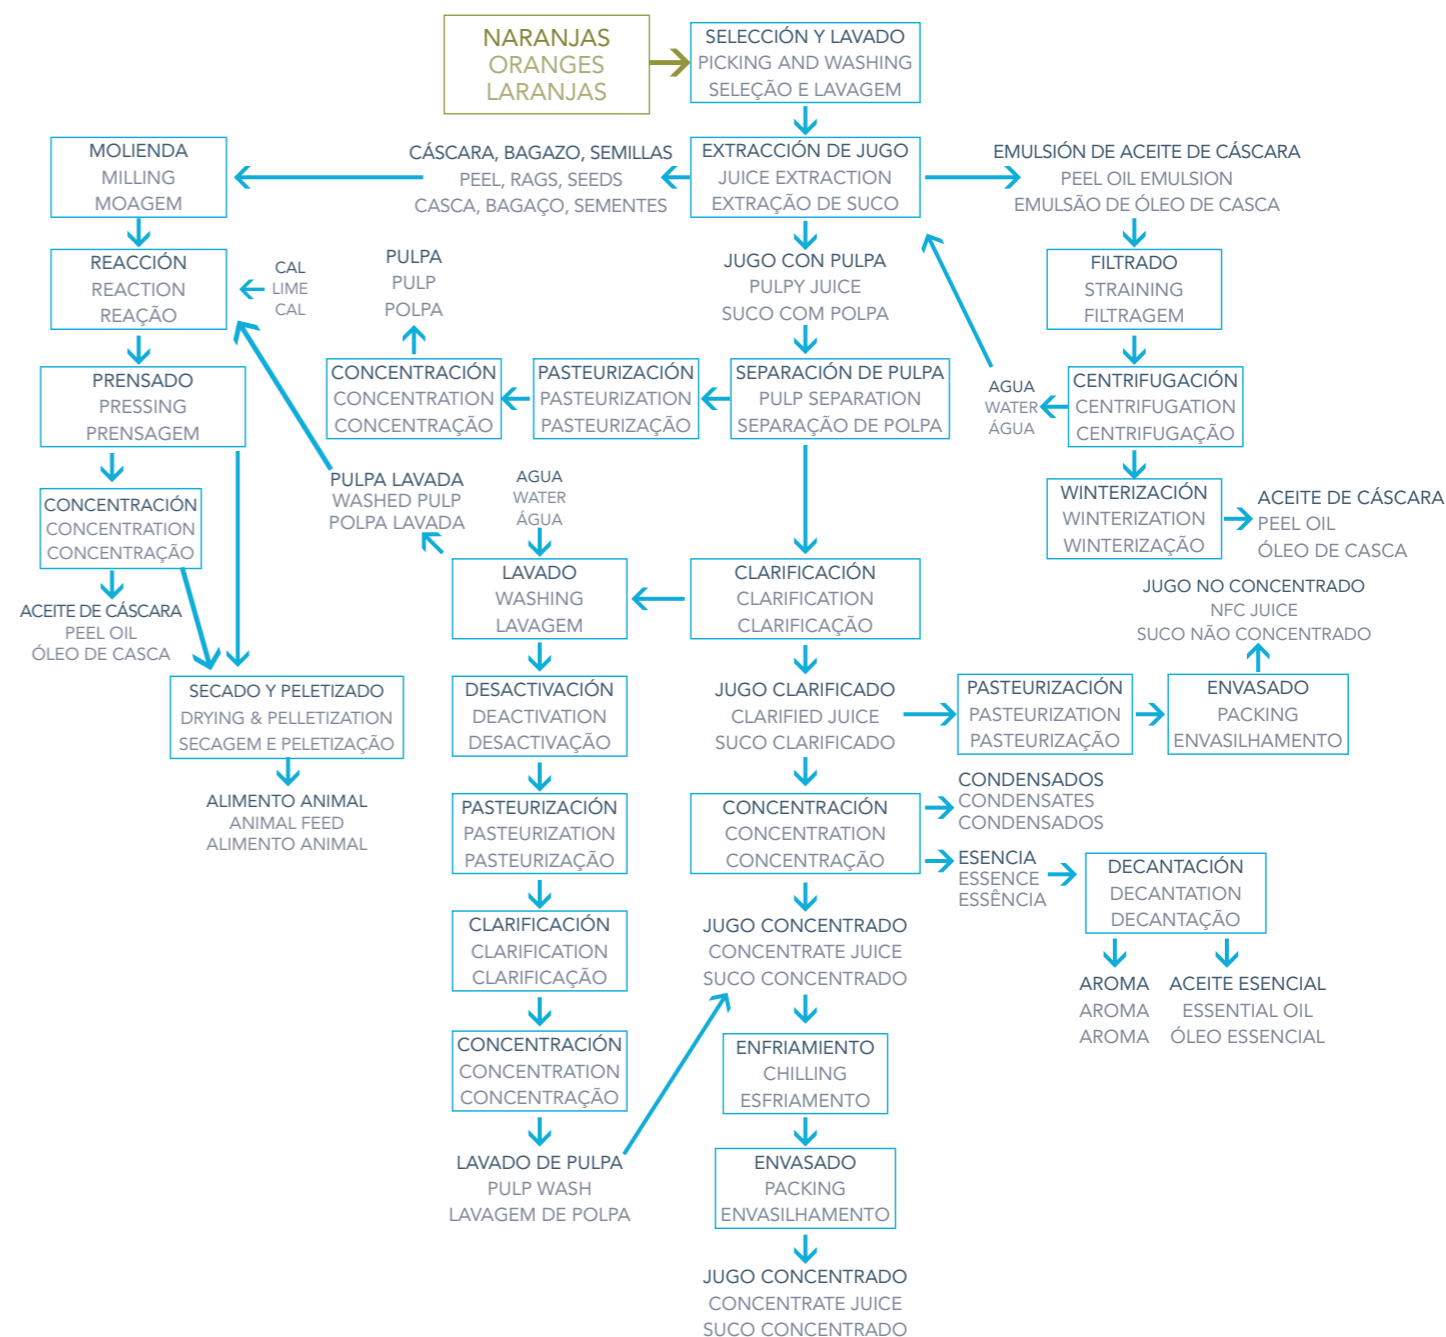 NARANJAS
ORANGES
LARANJAS
SELECCIÓN Y LAVADO
PICKING AND WASHING
SELEÇÃO E LAVAGEM
MOLIENDA
MILLING
MOAGEM
CÁSCARA, BAGAZO, SEMILLAS
PEEL, RAGS, SEEDS
CASCA, BAGAÇO, SEMENTES
EXTRACCIÓN DE JUGO
JUICE EXTRACTION
EXTRAÇÃO DE SUCO
EMULSIÓN DE ACEITE DE CÁSCARA
PEEL OIL EMULSION
EMULSÃO DE ÓLEO DE CASCA
REACCIÓN
REACTION
REAÇÃO
CAL
LIME
CAL
PULPA
PULP
POLPA
JUGO CON PULPA
PULPY JUICE
SUCO COM POLPA
FILTRADO
STRAINING
FILTRAGEM
PRENSADO
PRESSING
PRENSAGEM
CONCENTRACIÓN
CONCENTRATION
CONCENTRAÇÃO
PASTEURIZACIÓN
PASTEURIZATION
PASTEURIZAÇÃO
SEPARACIÓN DE PULPA
PULP SEPARATION
SEPARAÇÃO DE POLPA
AGUA
WATER
ÁGUA
CENTRIFUGACIÓN
CENTRIFUGATION
CENTRIFUGAÇÃO
CONCENTRACIÓN
CONCENTRATION
CONCENTRAÇÃO
PULPA LAVADA
WASHED PULP
POLPA LAVADA
AGUA
WATER
ÁGUA
WINTERIZACIÓN
WINTERIZATION
WINTERIZAÇÃO
ACEITE DE CÁSCARA
PEEL OIL
ÓLEO DE CASCA
ACEITE DE CÁSCARA
PEEL OIL
ÓLEO DE CASCA
LAVADO
WASHING
LAVAGEM
CLARIFICACIÓN
CLARIFICATION
CLARIFICAÇÃO
JUGO NO CONCENTRADO
NFC JUICE
SUCO NÃO CONCENTRADO
SECADO Y PELETIZADO
DRYING & PELLETIZATION
SECAGEM E PELETIZAÇÃO
DESACTIVACIÓN
DEACTIVATION
DESACTIVAÇÃO
JUGO CLARIFICADO
CLARIFIED JUICE
SUCO CLARIFICADO
PASTEURIZACIÓN
PASTEURIZATION
PASTEURIZAÇÃO
ENVASADO
PACKING
ENVASILHAMENTO
ALIMENTO ANIMAL
ANIMAL FEED
ALIMENTO ANIMAL
PASTEURIZACIÓN
PASTEURIZATION
PASTEURIZAÇÃO
CONCENTRACIÓN
CONCENTRATION
CONCENTRAÇÃO
CONDENSADOS
CONDENSATES
CONDENSADOS
ESENCIA
ESSENCE
ESSÊNCIA
DECANTACIÓN
DECANTATION
DECANTAÇÃO
CLARIFICACIÓN
CLARIFICATION
CLARIFICAÇÃO
JUGO CONCENTRADO
CONCENTRATE JUICE
SUCO CONCENTRADO
AROMA
AROMA
AROMA
ACEITE ESENCIAL
ESSENTIAL OIL
ÓLEO ESSENCIAL
CONCENTRACIÓN
CONCENTRATION
CONCENTRAÇÃO
ENFRIAMIENTO
CHILLING
ESFRIAMENTO
LAVADO DE PULPA
PULP WASH
LAVAGEM DE POLPA
ENVASADO
PACKING
ENVASILHAMENTO
JUGO CONCENTRADO
CONCENTRATE JUICE
SUCO CONCENTRADO